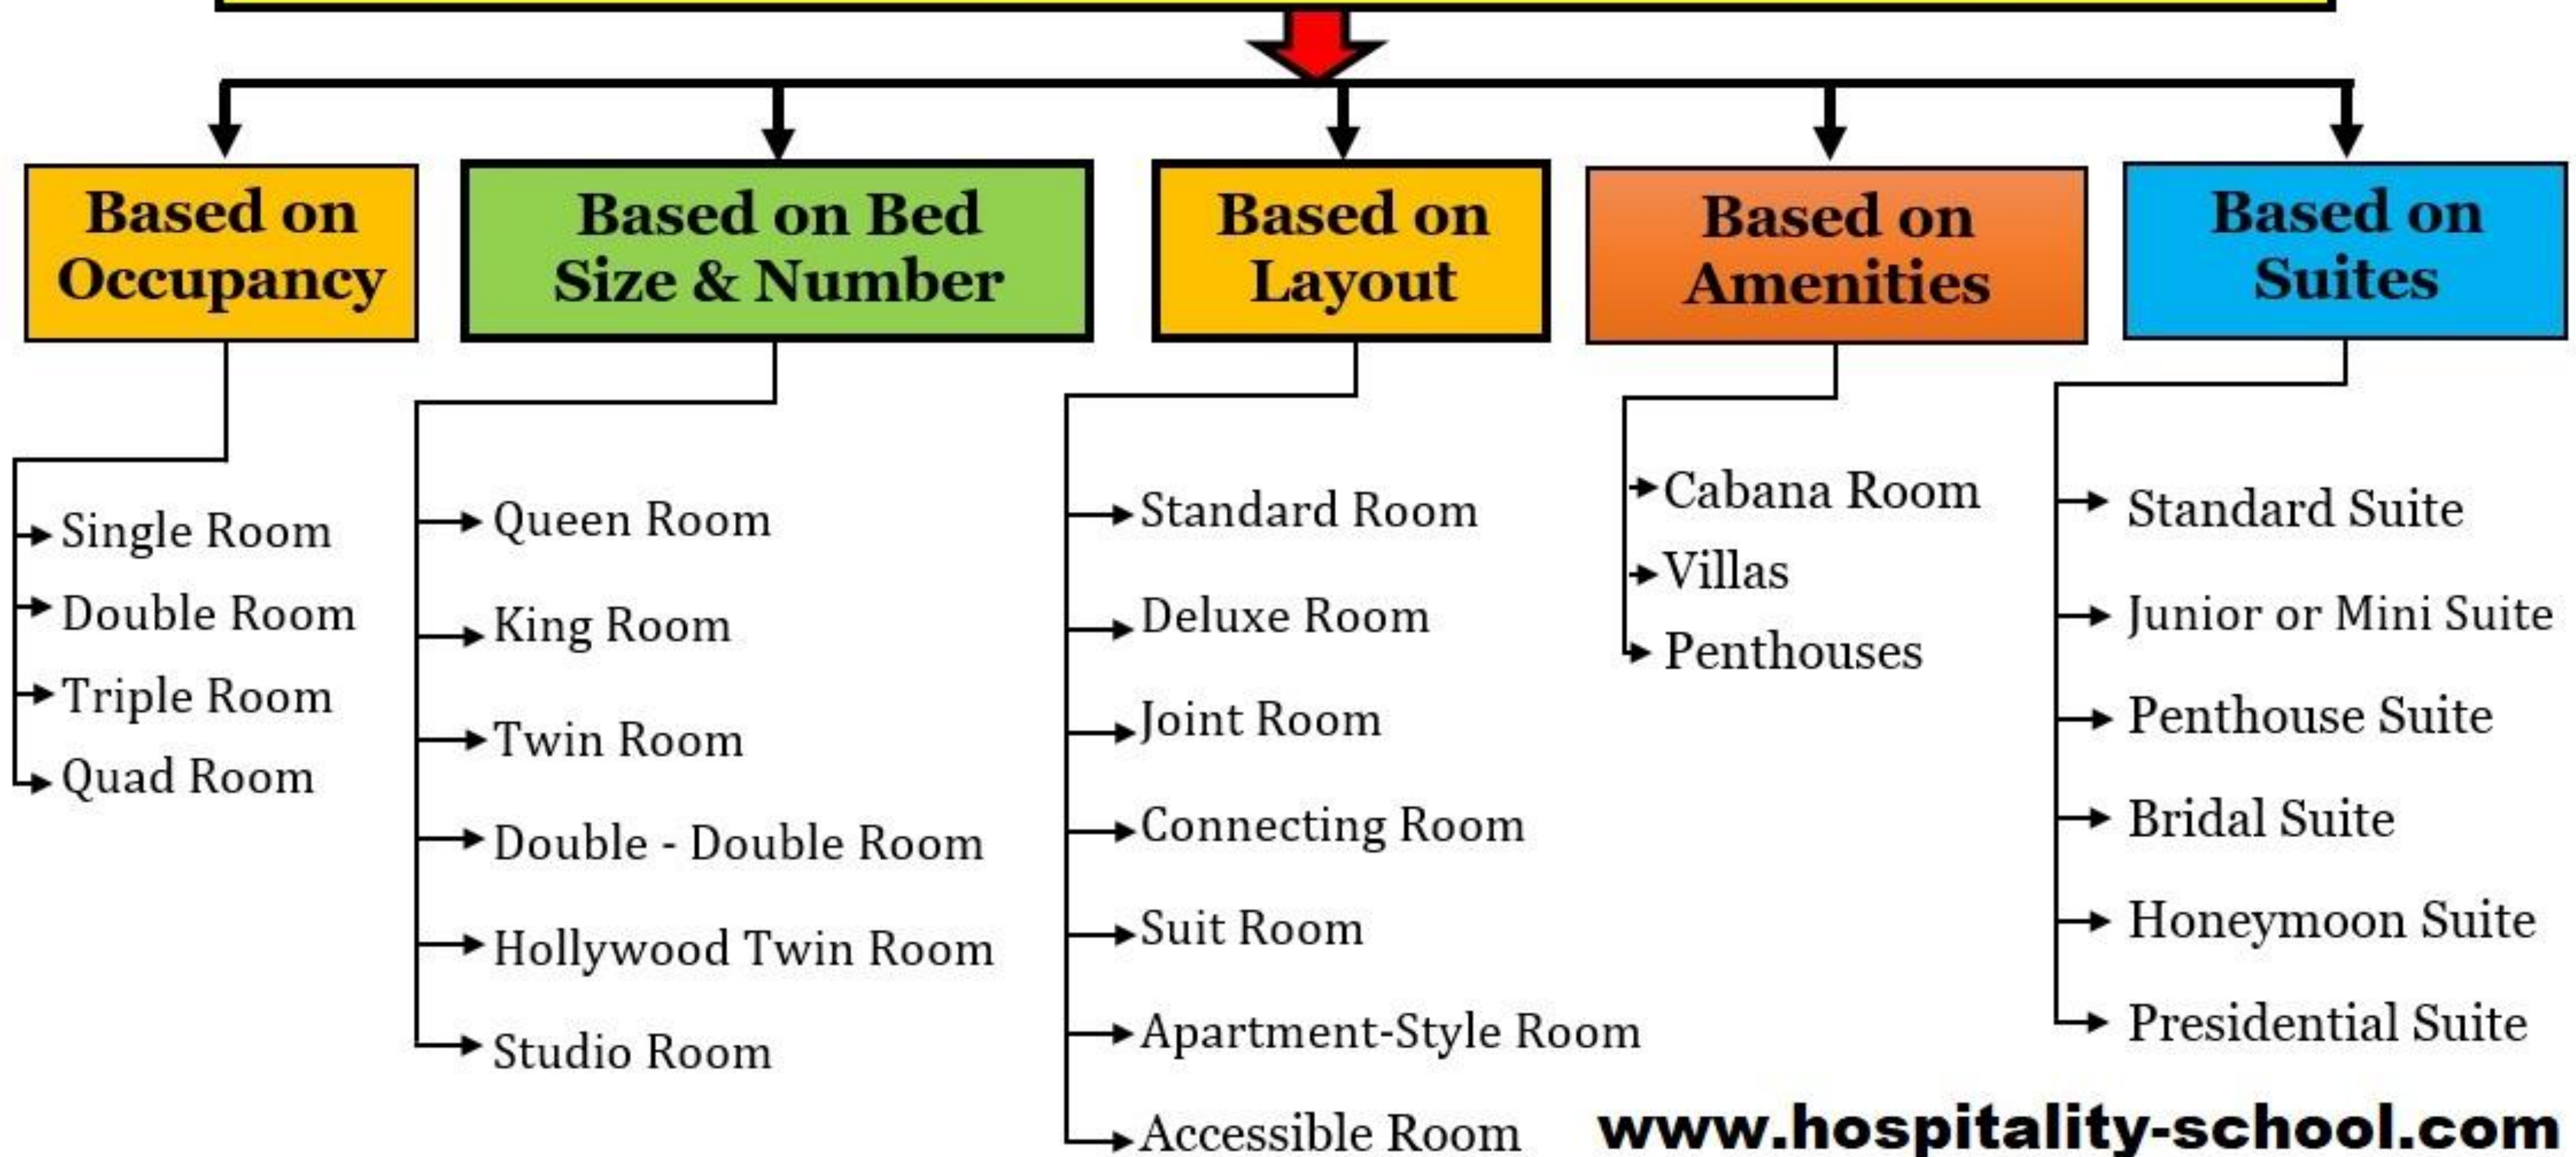 Based on
Occupancy
Single Room
Double Room
Triple Room
Quad Room
Based on Bed
Size & Number
Queen Room
King Room
Twin Room
Double - Double Room
Hollywood Twin Room
Studio Room
Based on
Layout
Standard Room
Deluxe Room
Joint Room
Connecting Room
Suit Room
Apartment-Style Room
Accessible Room
Based on
Amenities
Cabana Room
Villas
Penthouses
Based on
Suites
Standard Suite
Junior or Mini Suite
Penthouse Suite
Bridal Suite
Honeymoon Suite
Presidential Suite
www.hospitality-school.com